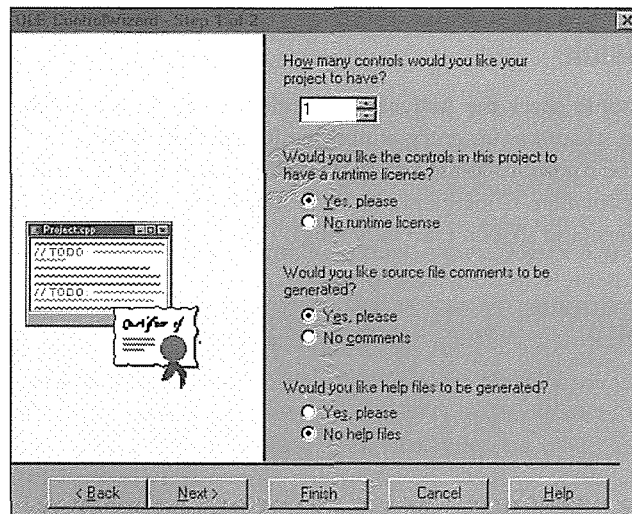 OLE ControlWizard - Step 1 of 2
How many controls would you like your
project to have?
1
Would you like the controls in this project to
have a runtime license?
Yes, please
No runtime license
Project.cpp
//TODO
//TODO
Would you like source file comments to be
generated?
Yes, please
No comments
Would you like help files to be generated?
Yes, please
No help files
< Back
Next >
Finish
Cancel
Help